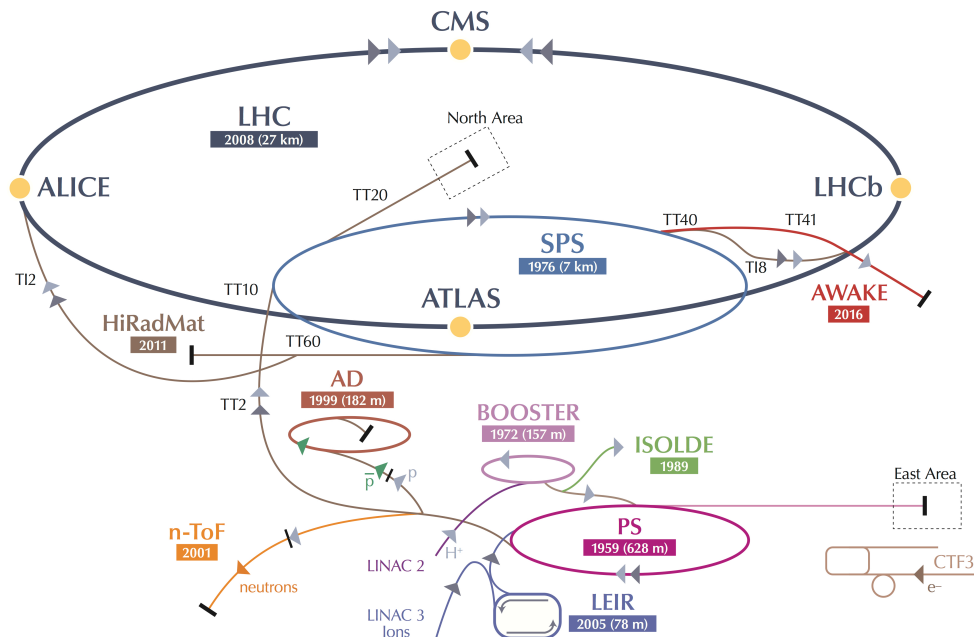 CMS
LHC
2008 (27 km)
North Area
ALICE
LHCb
TT20
TT40
TT41
SPS
1976 (7 km)
TI8
TI2
TT10
ATLAS
AWAKE
2016
HiRadMat
2011
TT60
AD
1999 (182 m)
TT2
BOOSTER
1972 (157 m)
ISOLDE
1989
p̅
p
East Area
PS
1959 (628 m)
n-ToF
2001
H⁺
LINAC 2
neutrons
CTF3
e⁻
LEIR
2005 (78 m)
LINAC 3
Ions